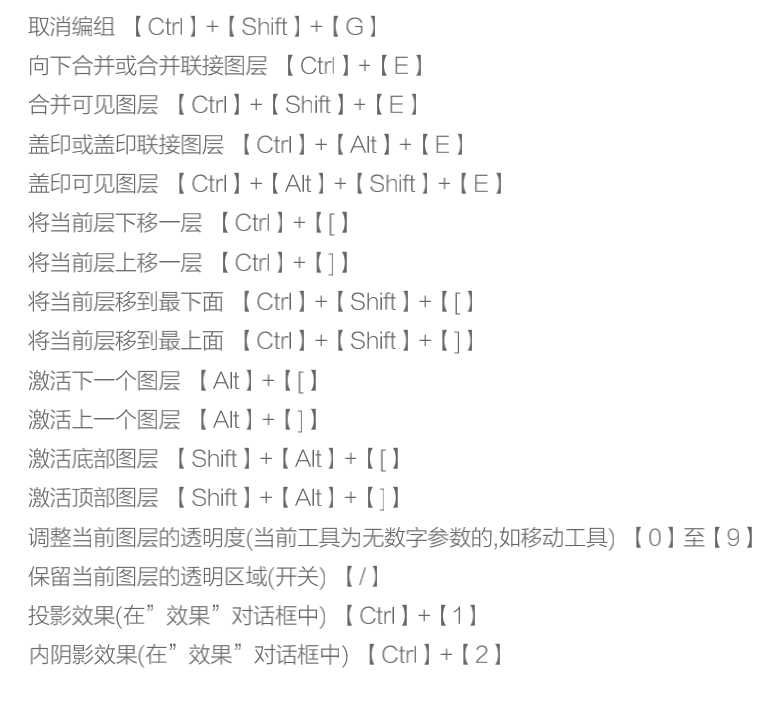 取消编组 【Ctrl】+【Shift】+【G】
向下合并或合并联接图层 【Ctrl】+【E】
合并可见图层 【Ctrl】+【Shift】+【E】
盖印或盖印联接图层 【Ctrl】+【Alt】+【E】
盖印可见图层 【Ctrl】+【Alt】+【Shift】+【E】
将当前层下移一层 【Ctrl】+【[】
将当前层上移一层 【Ctrl】+【]】
将当前层移到最下面 【Ctrl】+【Shift】+【[】
将当前层移到最上面 【Ctrl】+【Shift】+【]】
激活下一个图层 【Alt】+【[】
激活上一个图层 【Alt】+【]】
激活底部图层 【Shift】+【Alt】+【[】
激活顶部图层 【Shift】+【Alt】+【]】
调整当前图层的透明度(当前工具为无数字参数的,如移动工具) 【0】至【9】
保留当前图层的透明区域(开关) 【/】
投影效果(在”效果”对话框中) 【Ctrl】+【1】
内阴影效果(在”效果”对话框中) 【Ctrl】+【2】